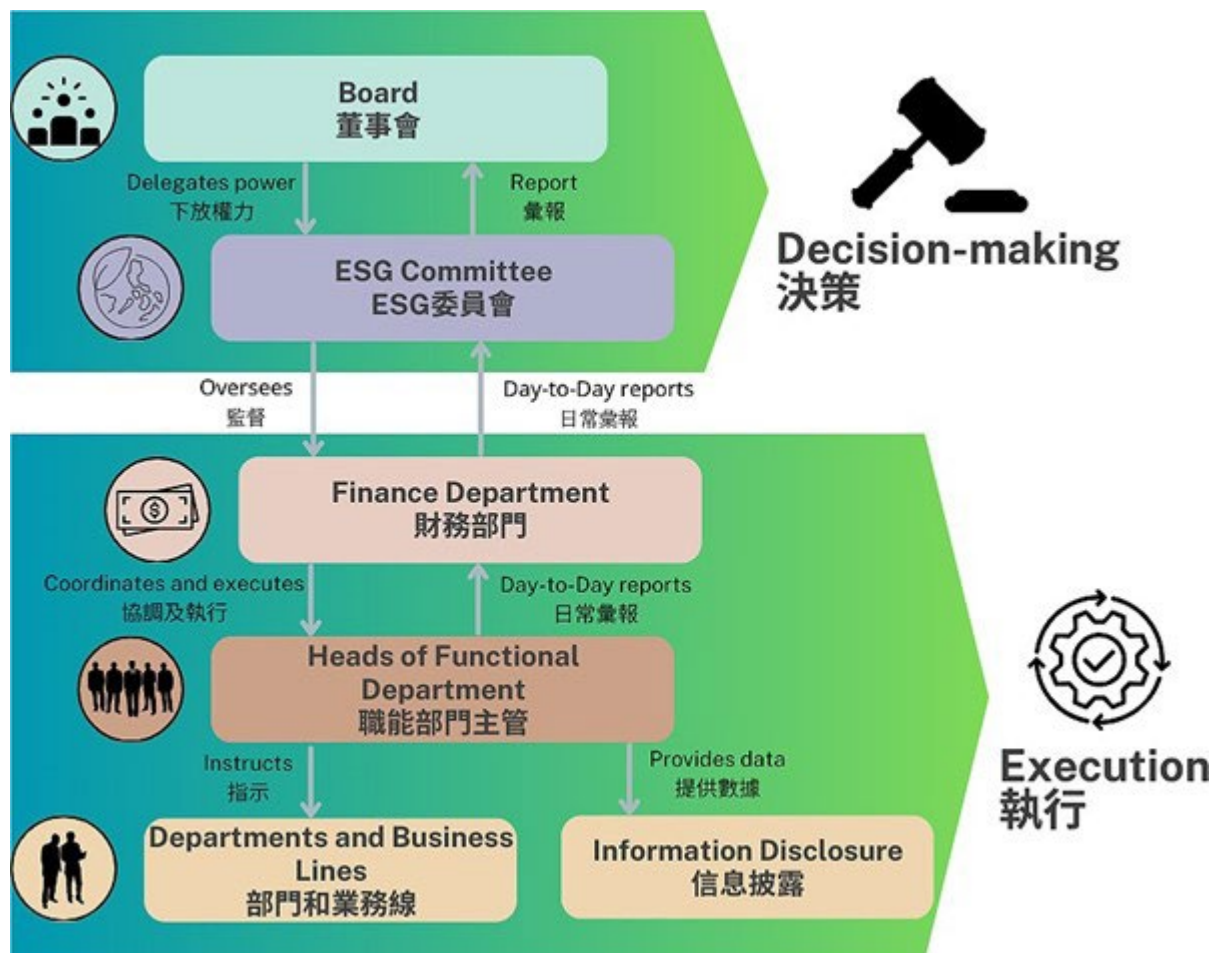 Board
董事會
Delegates power
下放權力
Report
彙報
ESG Committee
ESG委員會
Decision-making
決策
Oversees
監督
Day-to-Day reports
日常彙報
Finance Department
財務部門
Coordinates and executes
協調及執行
Day-to-Day reports
日常彙報
Heads of Functional
Department
職能部門主管
Instructs
指示
Provides data
提供數據
Execution
執行
Departments and Business
Lines
部門和業務線
Information Disclosure
信息披露